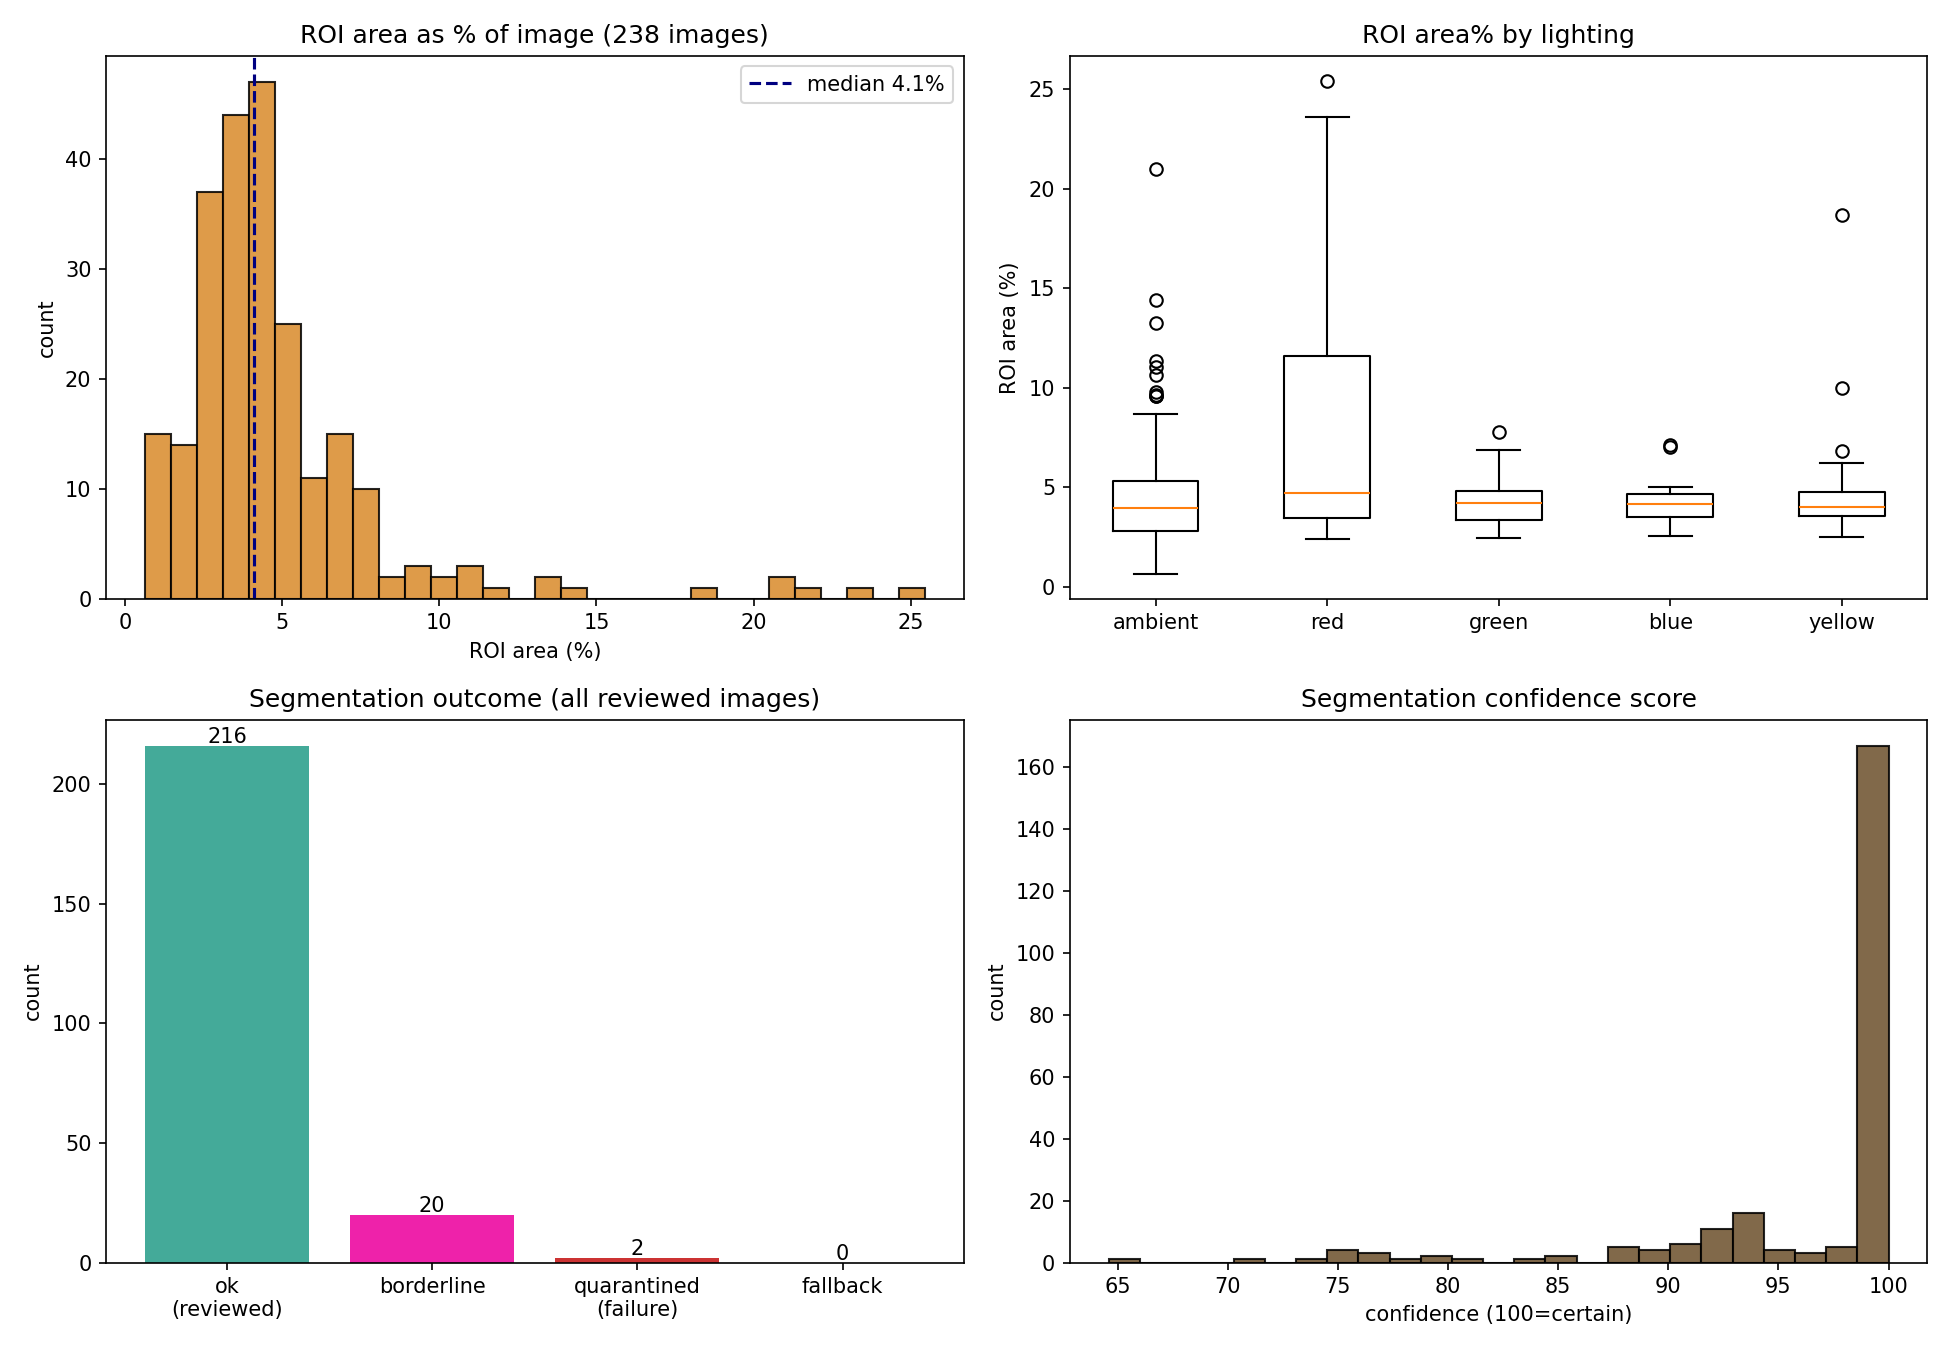 ROI area as % of image (238 images)
median 4.1%
count
0
10
20
30
40
0 5 10 15 20 25
ROI area (%)
ROI area% by lighting
ROI area (%)
0
5
10
15
20
25
ambient red green blue yellow
Segmentation outcome (all reviewed images)
count
0
50
100
150
200
216
20
2
0
ok borderline quarantined fallback
(reviewed) (failure)
Segmentation confidence score
count
0
20
40
60
80
100
120
140
160
65 70 75 80 85 90 95 100
confidence (100=certain)